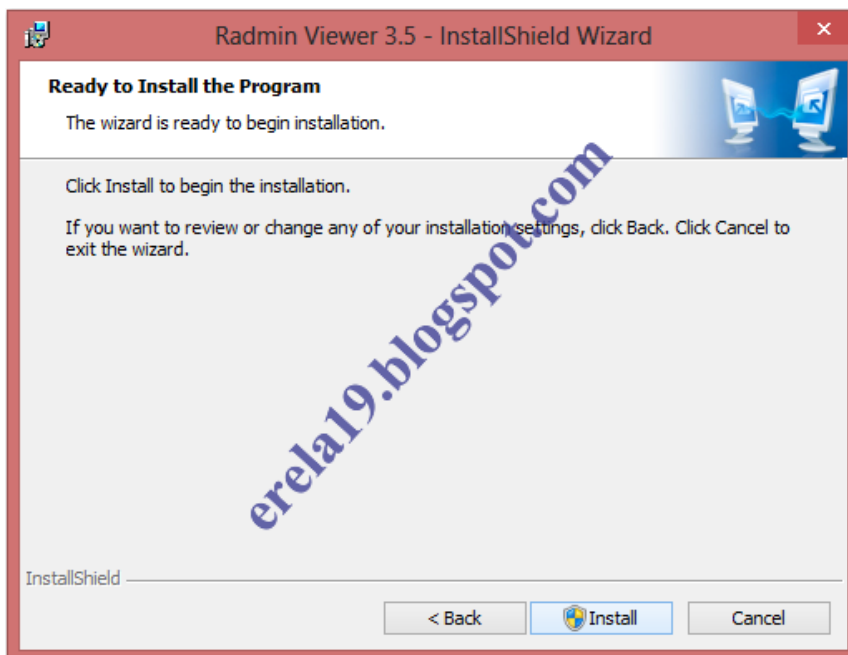 Radmin Viewer 3.5 - InstallShield Wizard
Ready to Install the Program
The wizard is ready to begin installation.
Click Install to begin the installation.
If you want to review or change any of your installation settings, click Back. Click Cancel to
exit the wizard.
erela19.blogspot.com
InstallShield
< Back
Install
Cancel